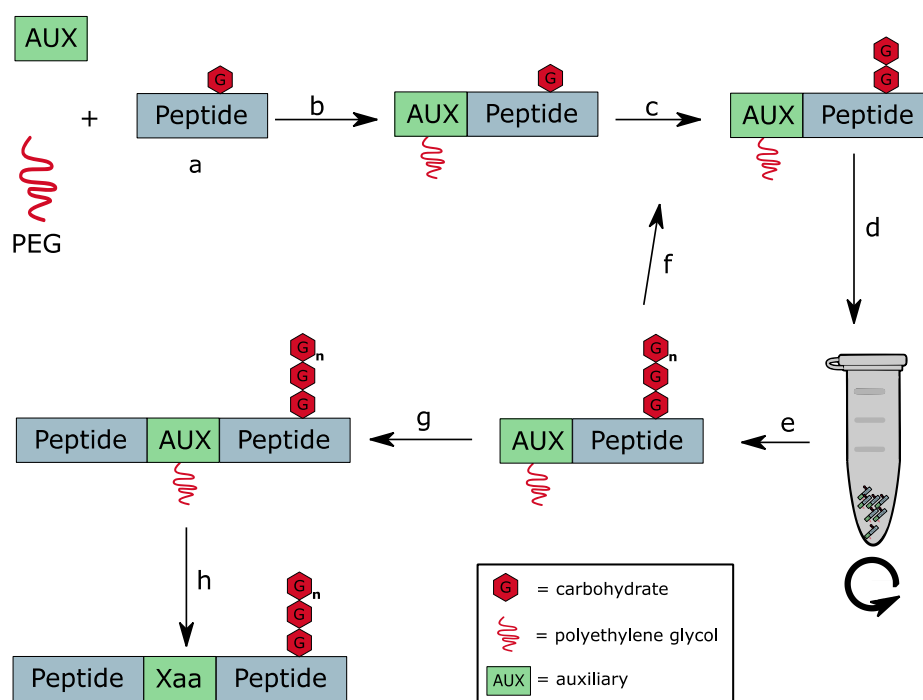 AUX
+
G
Peptide
a
PEG
b
G
AUX Peptide
c
G
G
AUX Peptide
d
f
G n
G
G
Peptide AUX Peptide
g
G n
G
G
AUX Peptide
e
h
G n
G
G
Peptide Xaa Peptide
G = carbohydrate
= polyethylene glycol
AUX = auxiliary